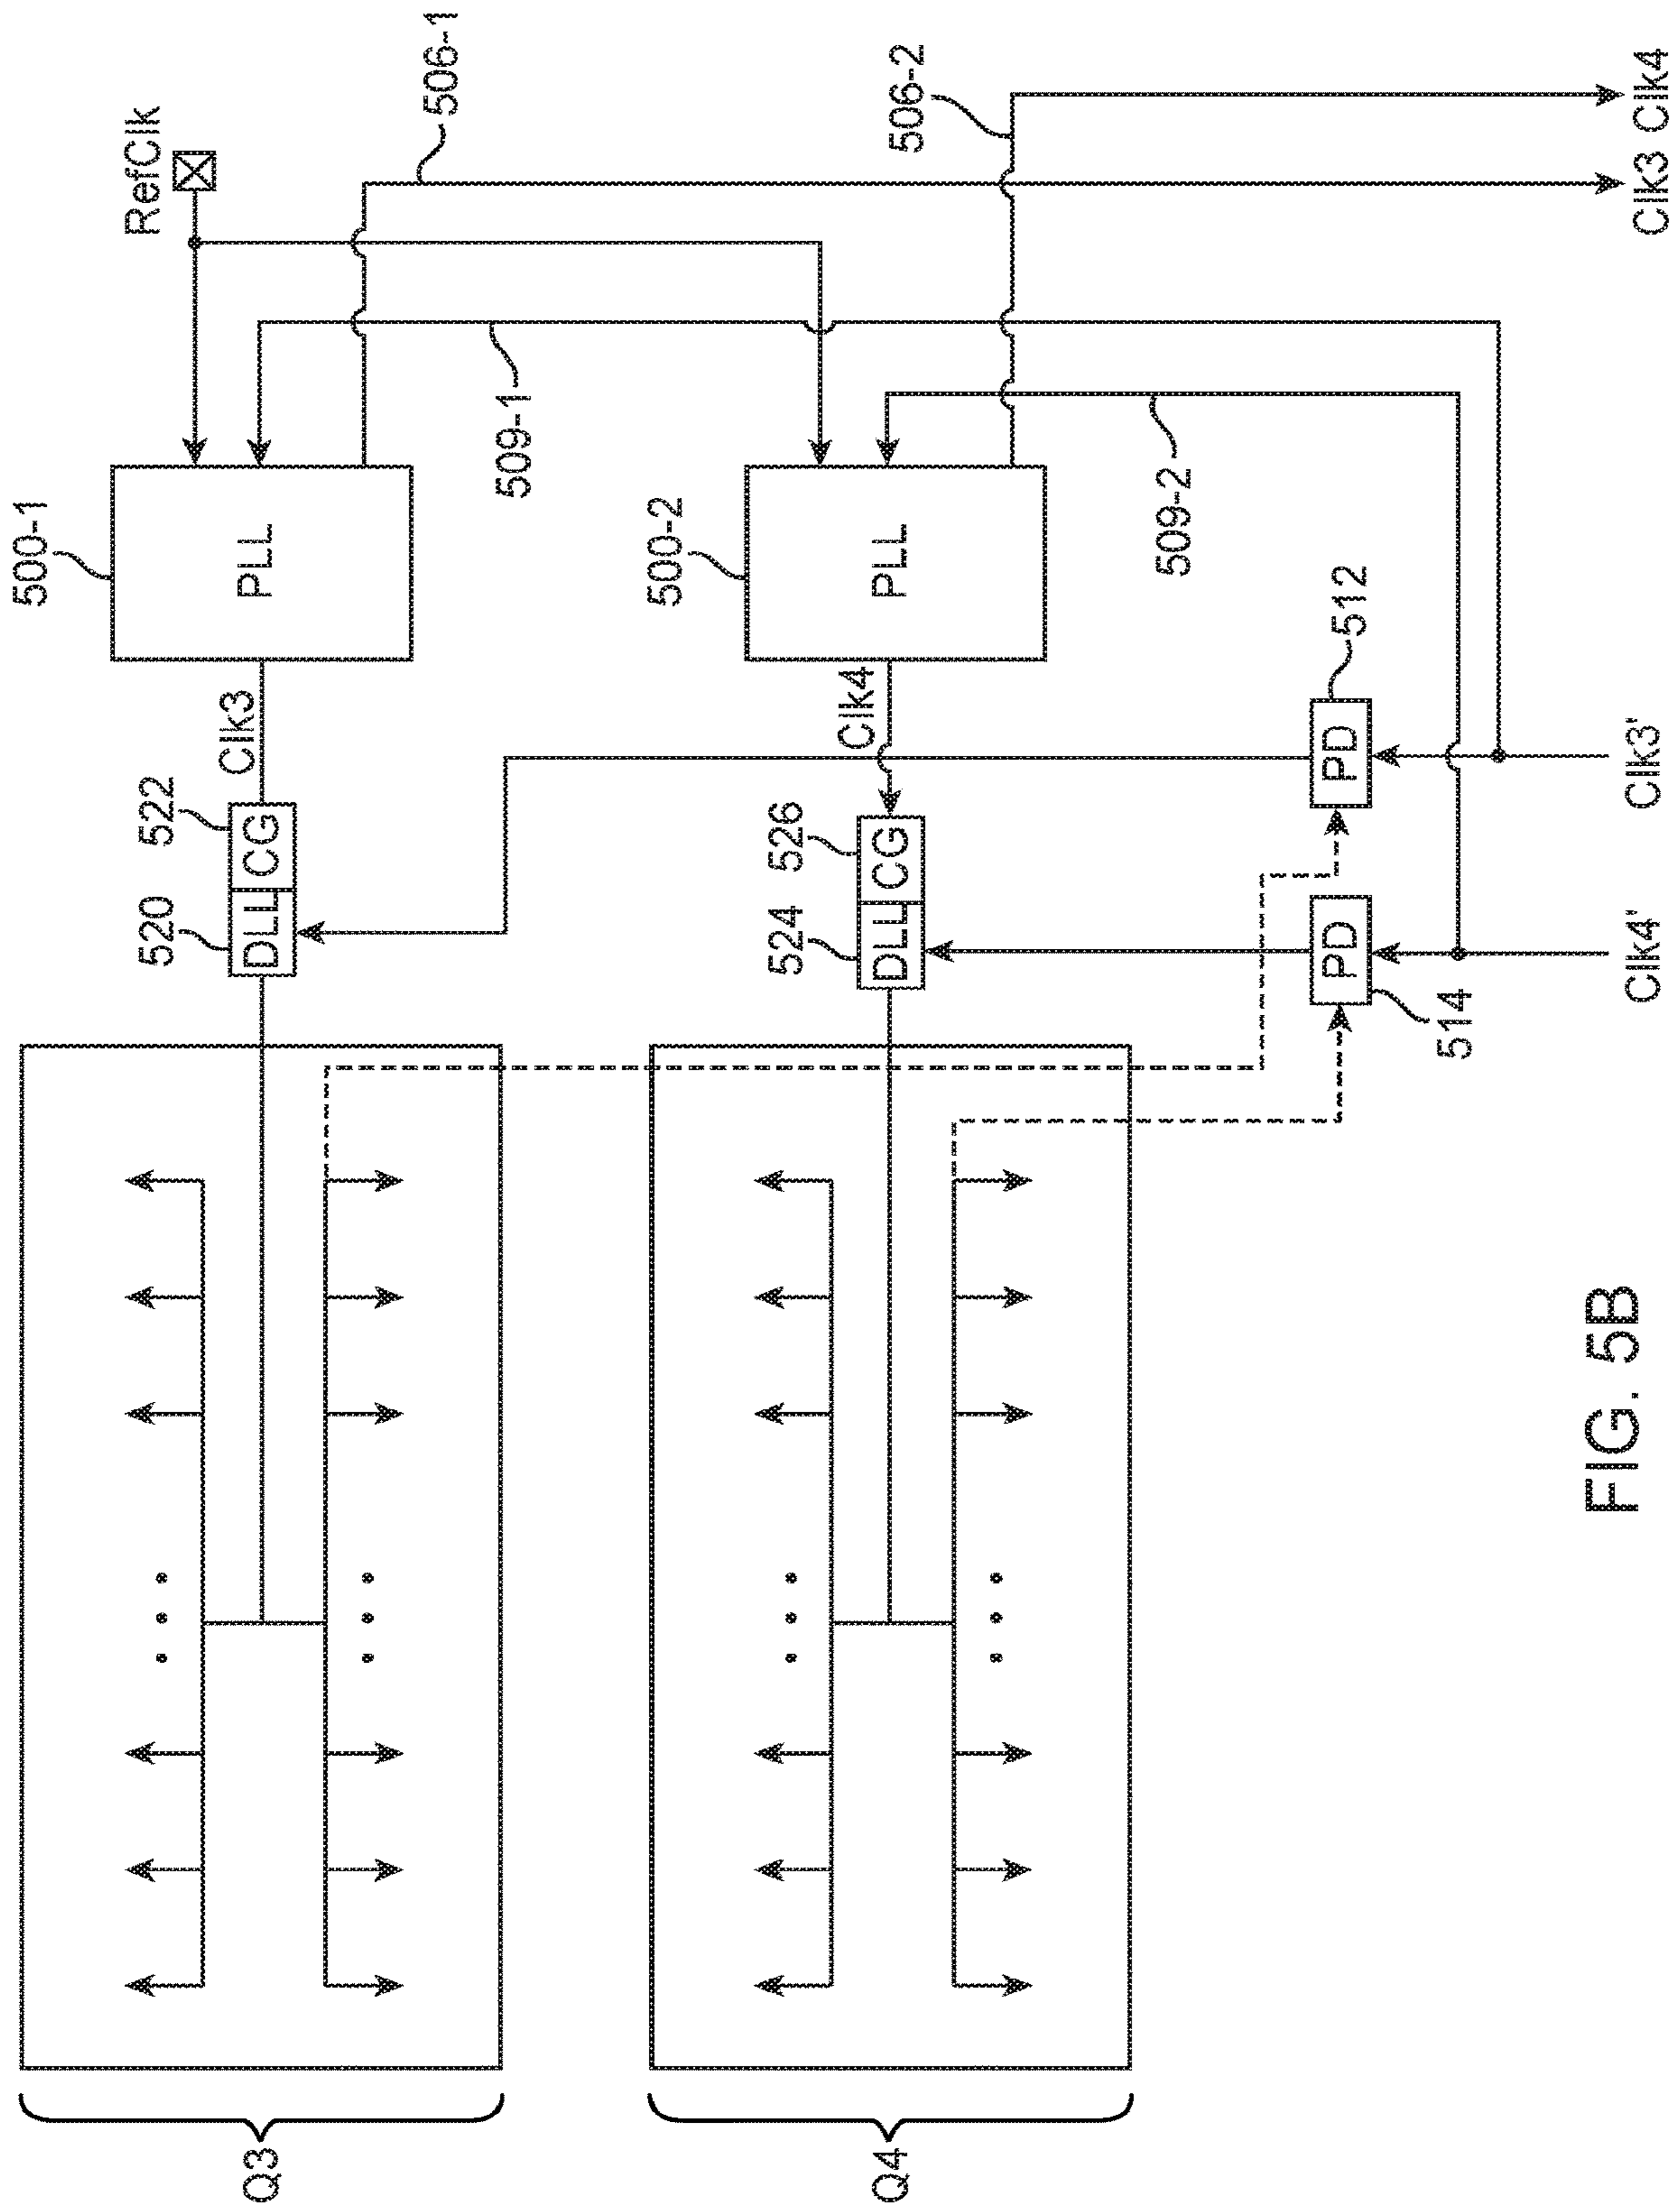 Q3
Q4
520
522
DLL
CG
Clk3
500-1
PLL
RefClk
506-1
509-1
524
526
DLL
CG
Clk4
500-2
PLL
506-2
509-2
514
PD
PD
512
Clk4'
Clk3'
Clk3
Clk4
FIG. 5B